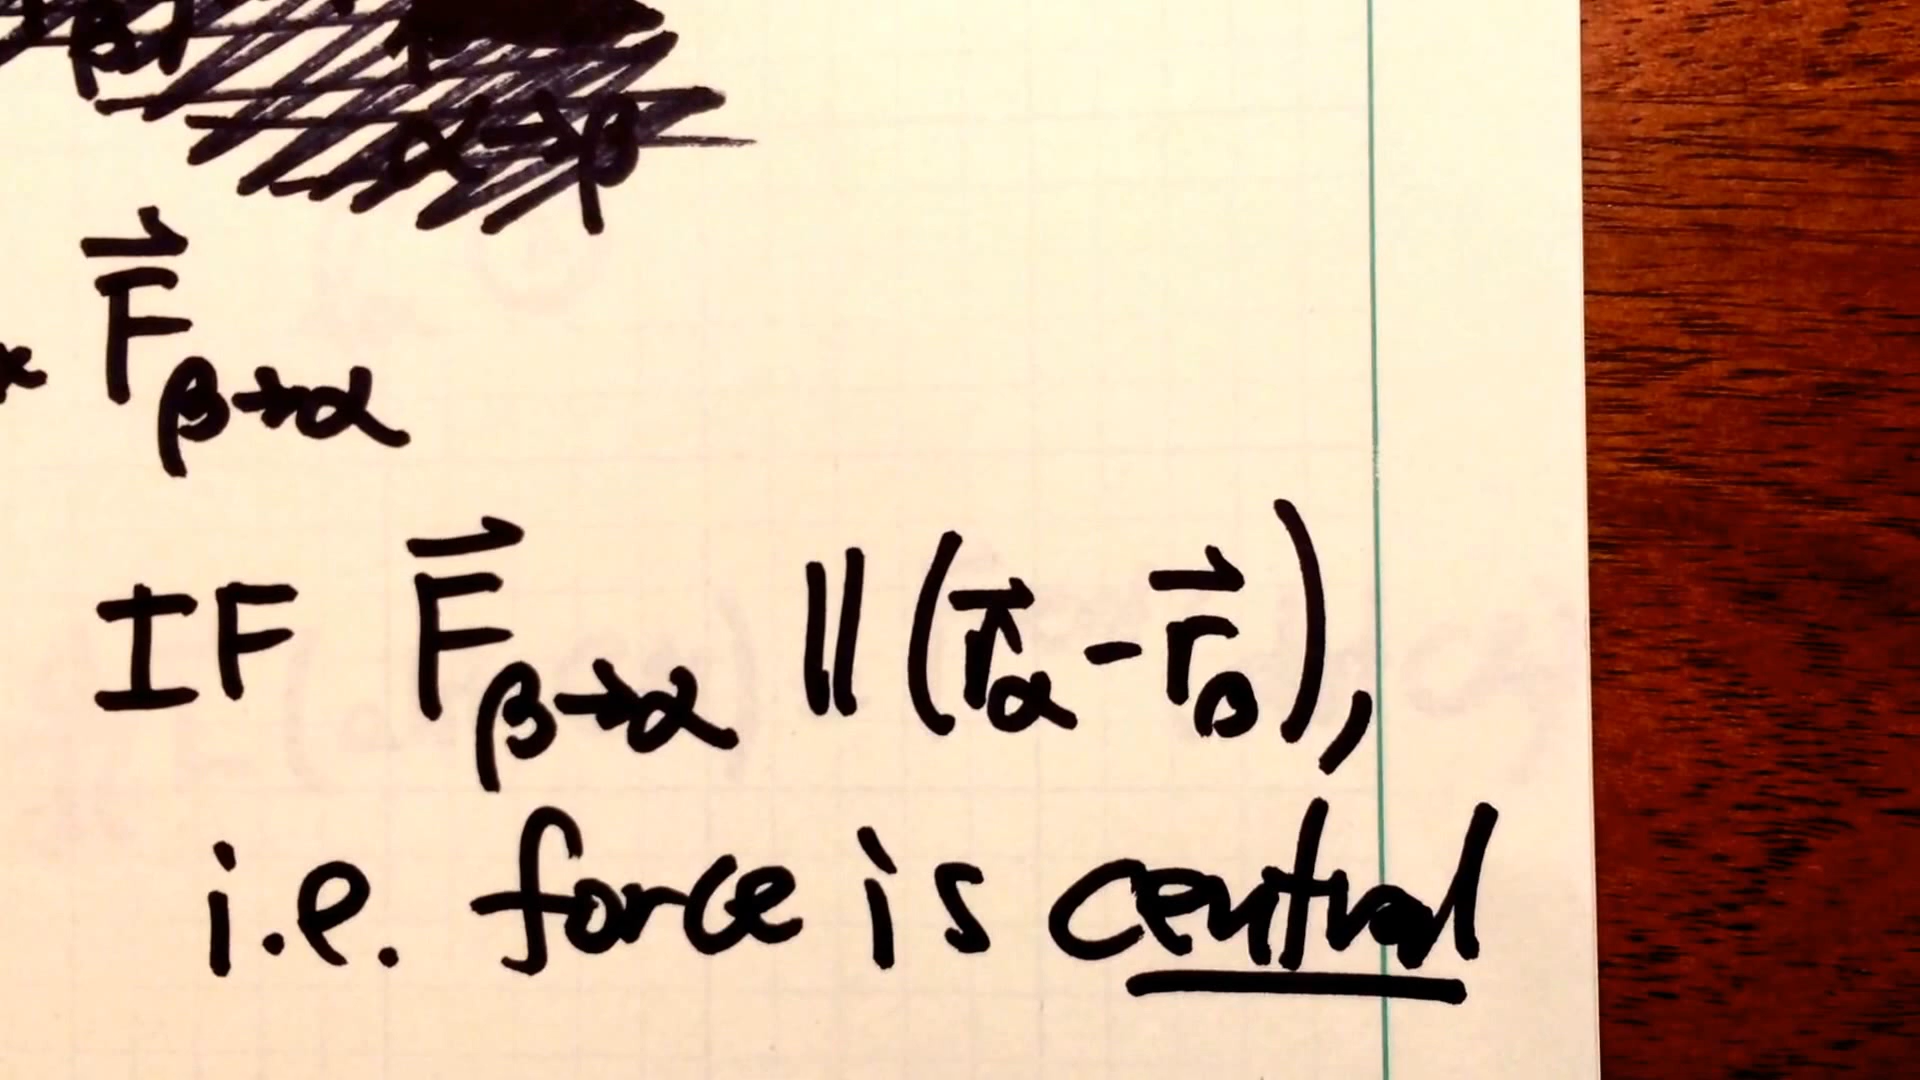 α→β
F⃗β→α
IF F⃗β→α ∥ (r⃗α - r⃗β),
i.e. force is central